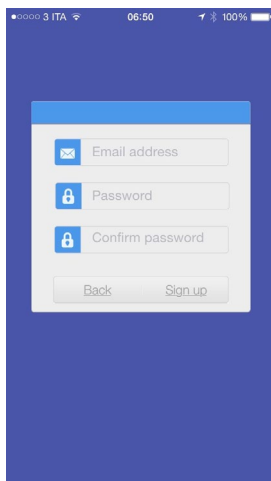 3 ITA 06:50 100%
Email address
Password
Confirm password
Back Sign up